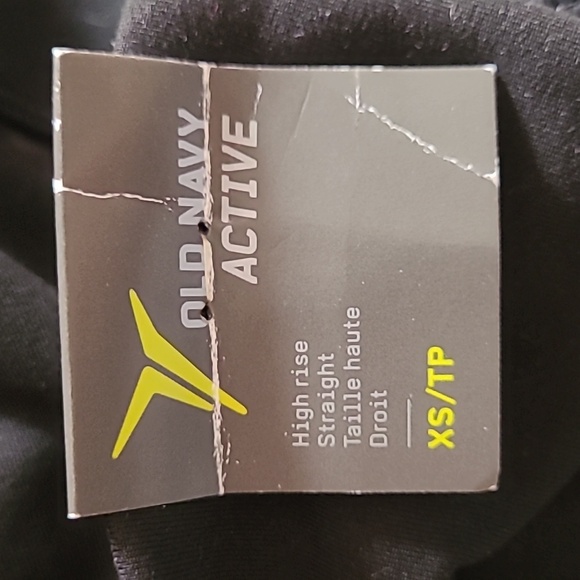 OLD NAVY
ACTIVE
High rise
Straight
Taille haute
Droit
XS/TP